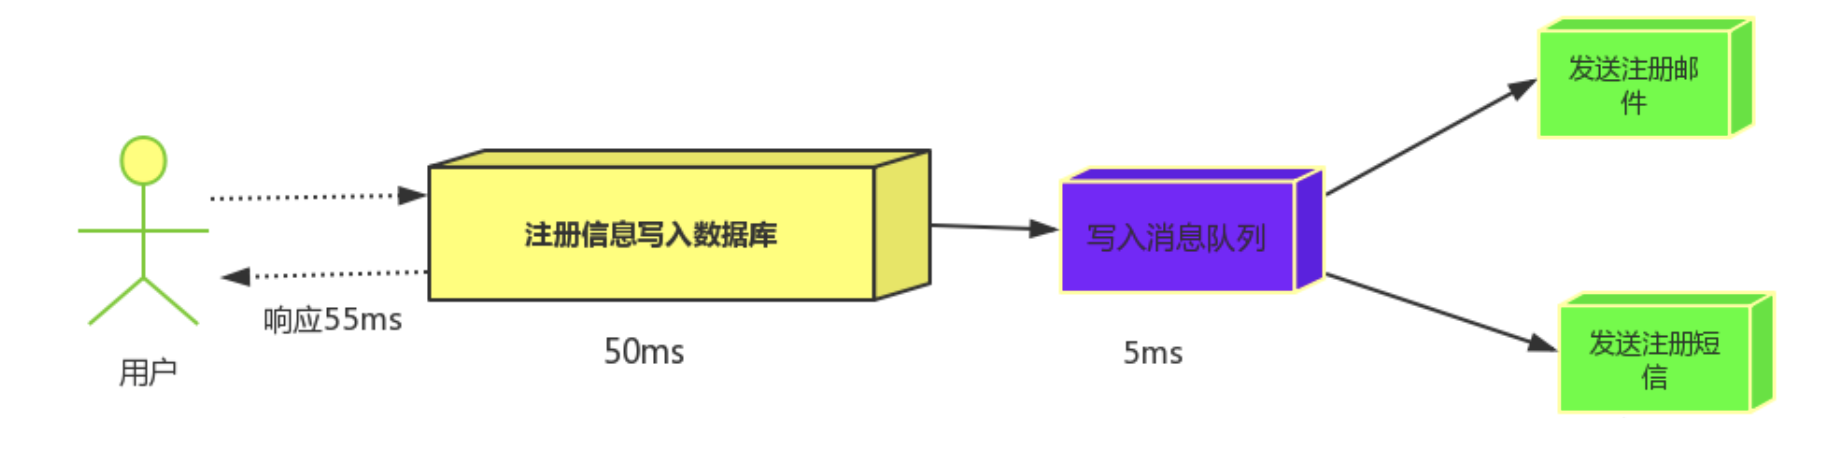 发送注册邮
件
注册信息写入数据库
写入消息队列
响应55ms
用户
50ms
5ms
发送注册短
信